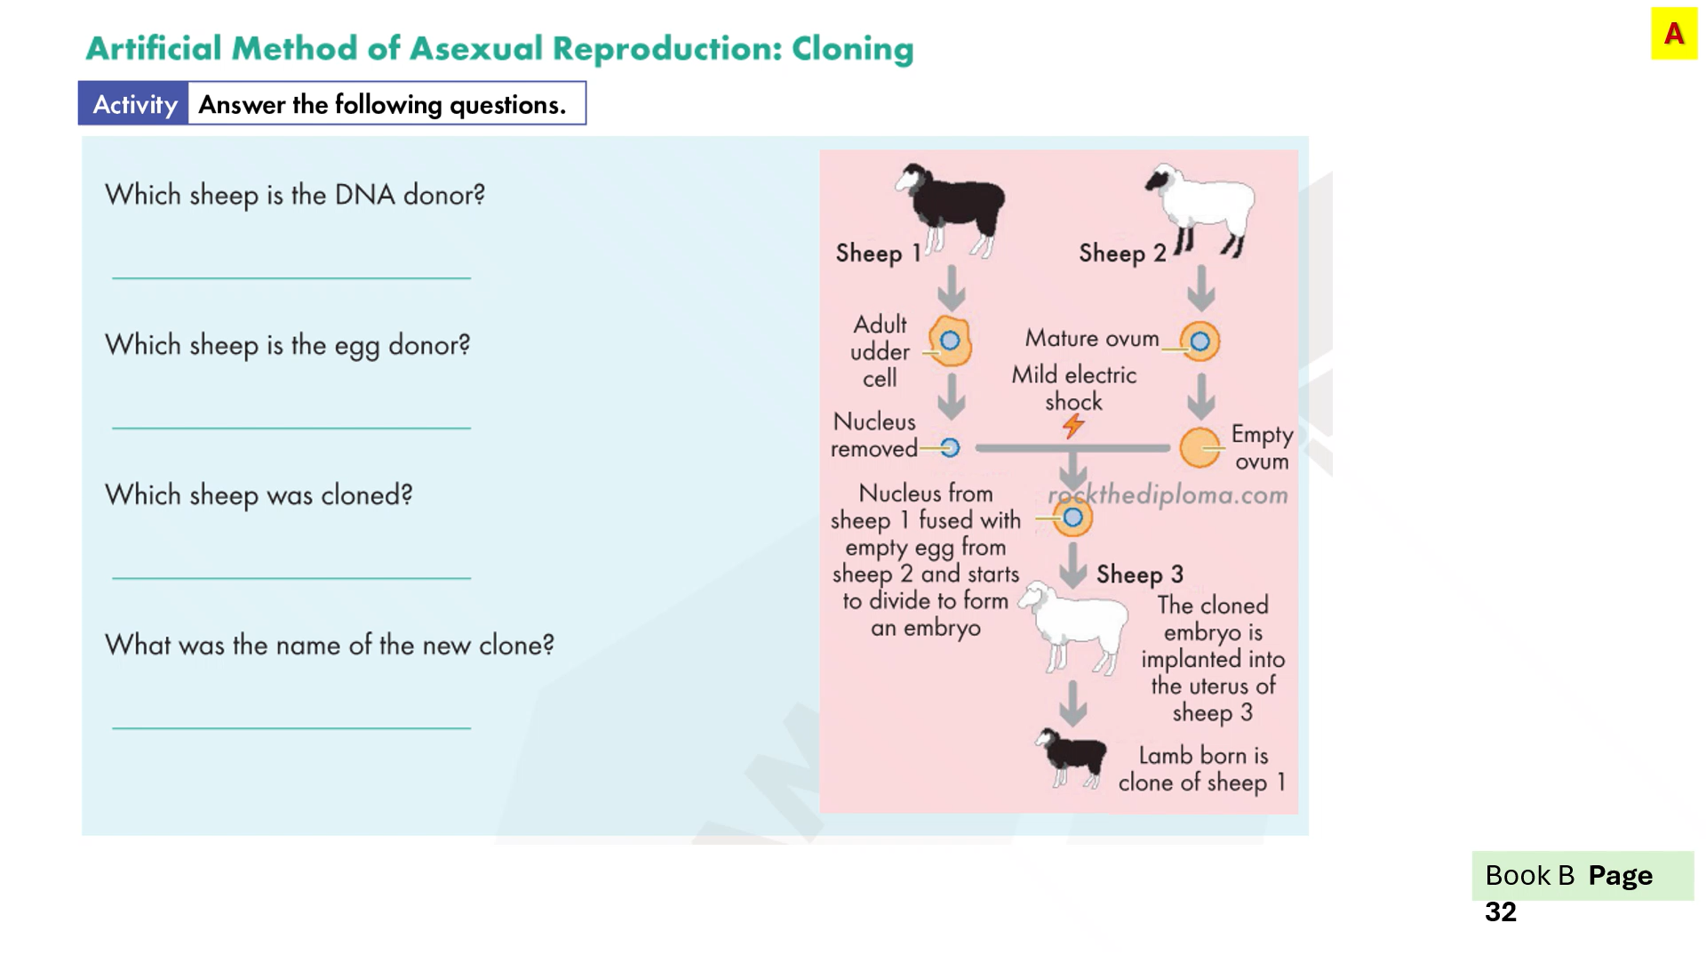 Artificial Method of Asexual Reproduction: Cloning
A
Activity Answer the following questions.
Which sheep is the DNA donor?
Which sheep is the egg donor?
Which sheep was cloned?
What was the name of the new clone?
Sheep 1
Sheep 2
Adult
udder
cell
Mature ovum
Mild electric
shock
Nucleus
removed
Empty
ovum
rockthediploma.com
Nucleus from
sheep 1 fused with
empty egg from
sheep 2 and starts
to divide to form
an embryo
Sheep 3
The cloned
embryo is
implanted into
the uterus of
sheep 3
Lamb born is
clone of sheep 1
Book B Page
32